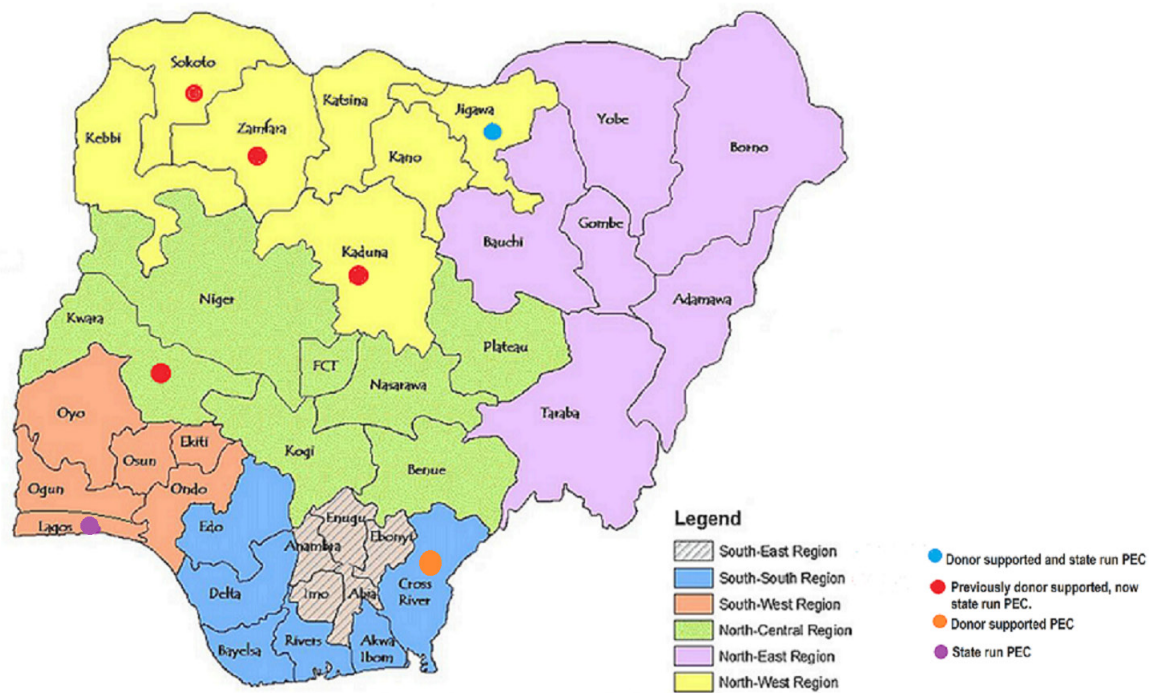 Sokoto
Katsina
Jigawa
Yobe
Kebbi
Zamfara
Kano
Borno
Bauchi
Gombe
Kaduna
Niger
Adamawa
Kwara
Plateau
FCT
Nasarawa
Oyo
Taraba
Ekiti
Osun
Kogi
Benue
Ogun
Ondo
Lagos
Edo
Enugu
Ebonyi
Anambra
Delta
Imo
Abia
Cross
River
Bayelsa
Rivers
Akwa
Ibom
Legend
South-East Region
South-South Region
South-West Region
North-Central Region
North-East Region
North-West Region
Donor supported and state run PEC
Previously donor supported, now
state run PEC.
Donor supported PEC
State run PEC